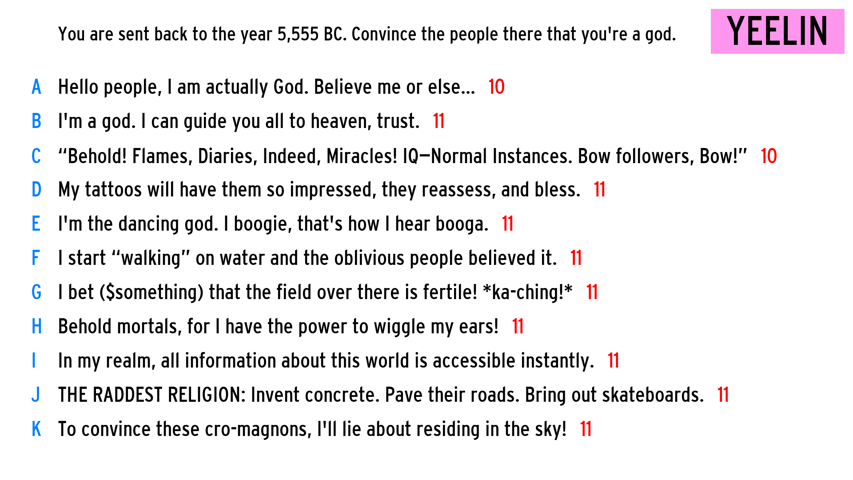 You are sent back to the year 5,555 BC. Convince the people there that you're a god.
YEELIN
A Hello people, I am actually God. Believe me or else... 10
B I'm a god. I can guide you all to heaven, trust. 11
C “Behold! Flames, Diaries, Indeed, Miracles! IQ–Normal Instances. Bow followers, Bow!” 10
D My tattoos will have them so impressed, they reassess, and bless. 11
E I'm the dancing god. I boogie, that's how I hear booga. 11
F I start “walking” on water and the oblivious people believed it. 11
G I bet ($something) that the field over there is fertile! *ka-ching!* 11
H Behold mortals, for I have the power to wiggle my ears! 11
I In my realm, all information about this world is accessible instantly. 11
J THE RADDEST RELIGION: Invent concrete. Pave their roads. Bring out skateboards. 11
K To convince these cro-magnons, I'll lie about residing in the sky! 11